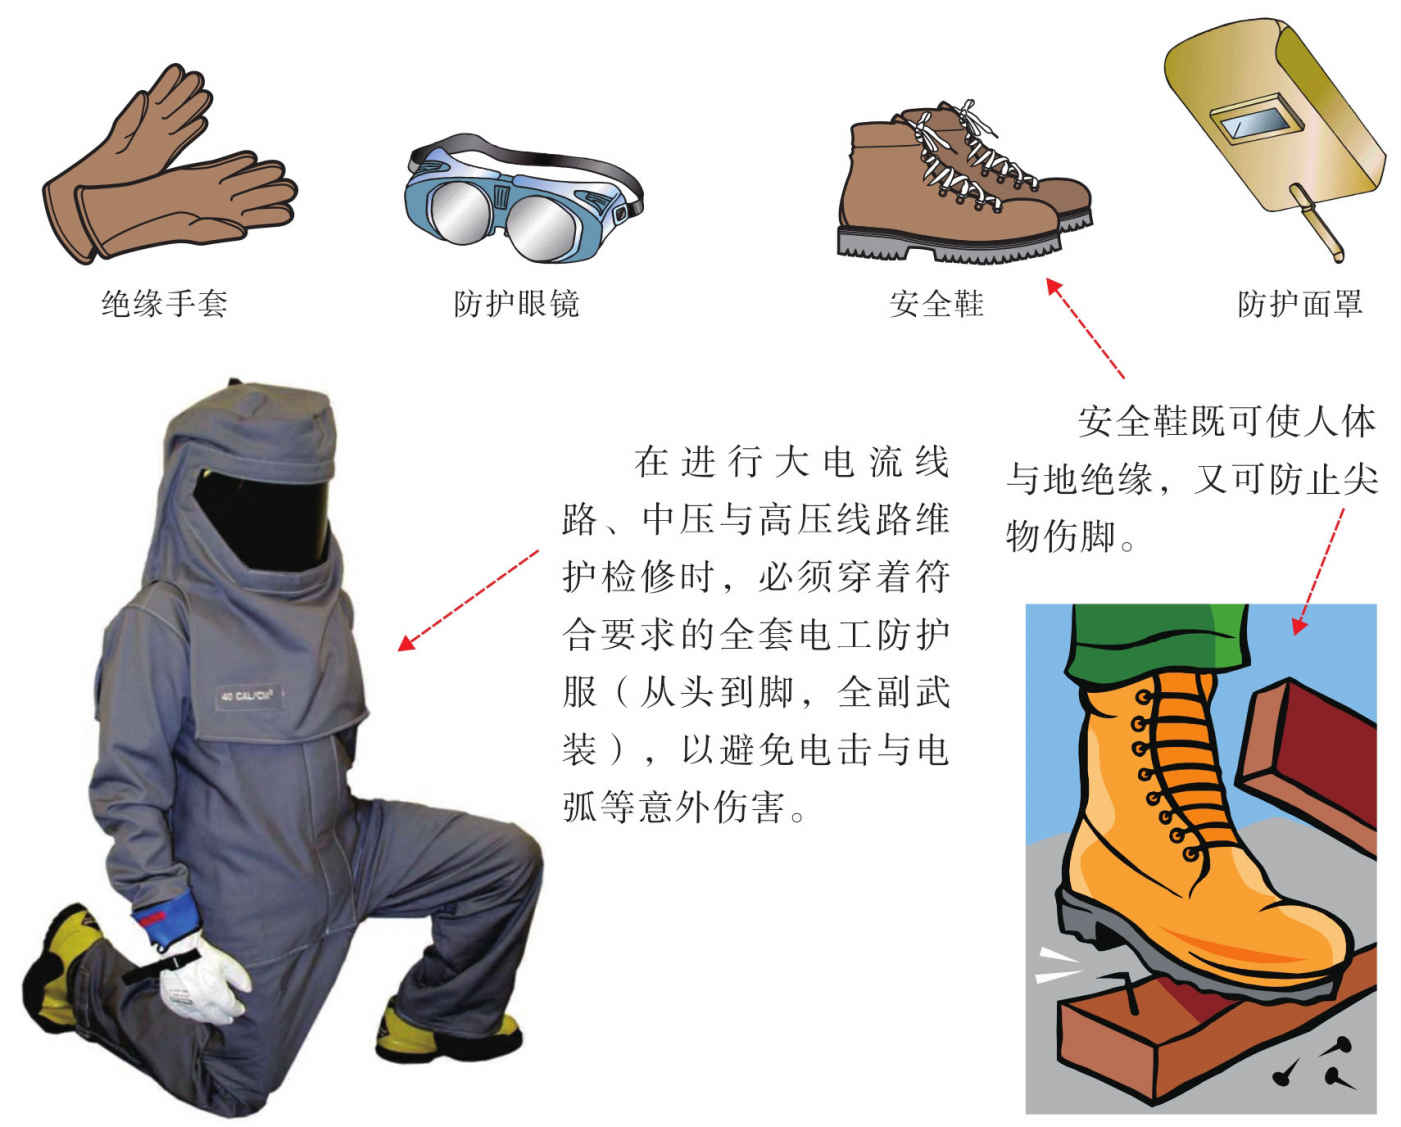 绝缘手套
防护眼镜
安全鞋
防护面罩
安全鞋既可使人体
与地绝缘，又可防止尖
物伤脚。
在进行大电流线
路、中压与高压线路维
护检修时，必须穿着符
合要求的全套电工防护
服（从头到脚，全副武
装），以避免电击与电
弧等意外伤害。
40 CAL/CM²